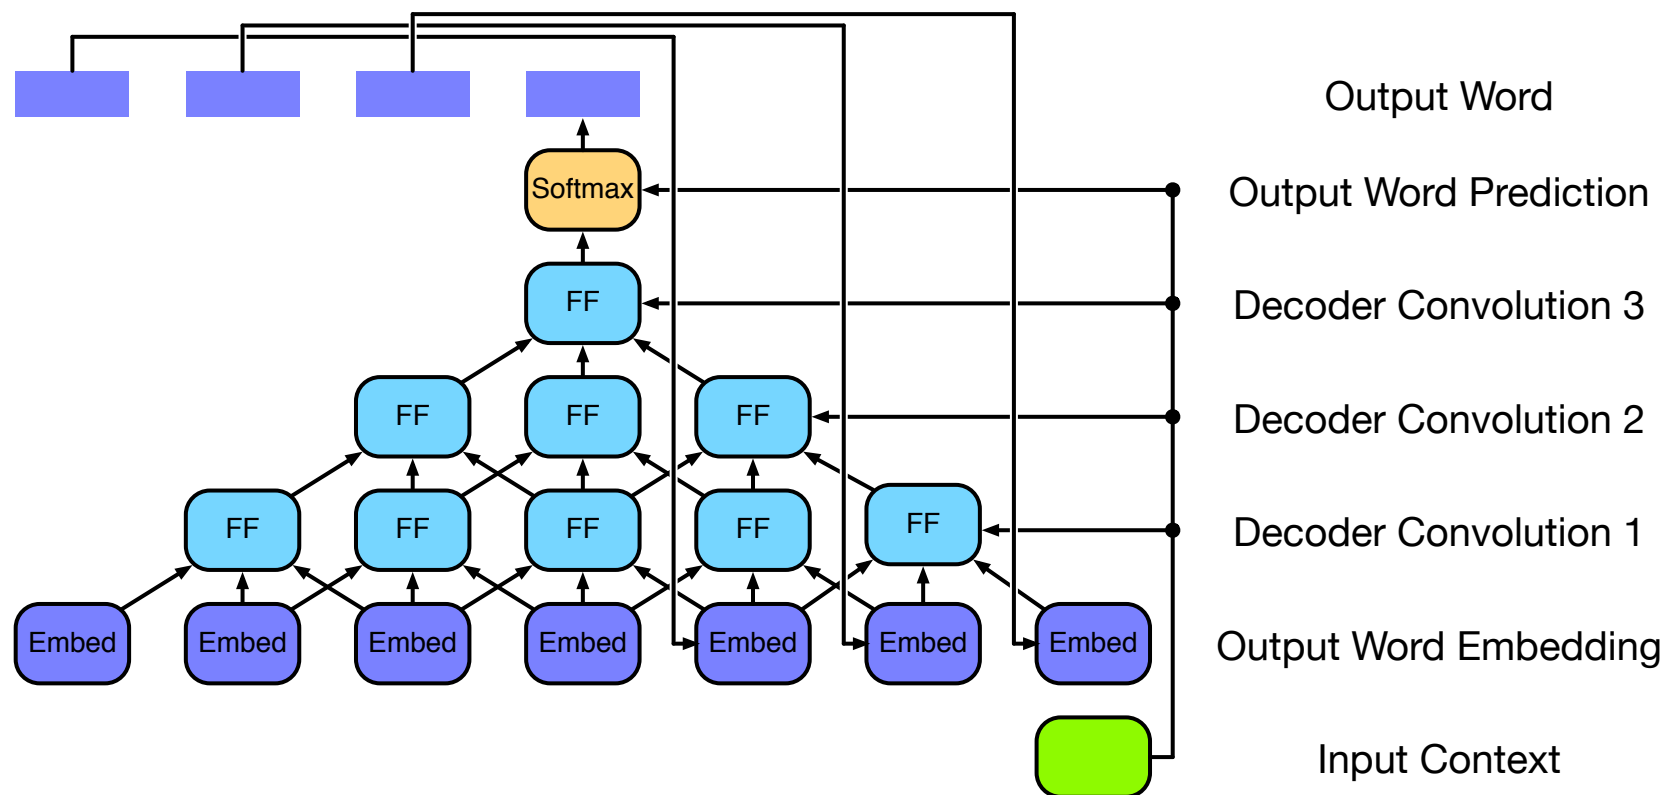 Output Word
Softmax Output Word Prediction
FF Decoder Convolution 3
FF FF FF Decoder Convolution 2
FF FF FF FF FF Decoder Convolution 1
Embed Embed Embed Embed Embed Embed Embed Output Word Embedding
Input Context